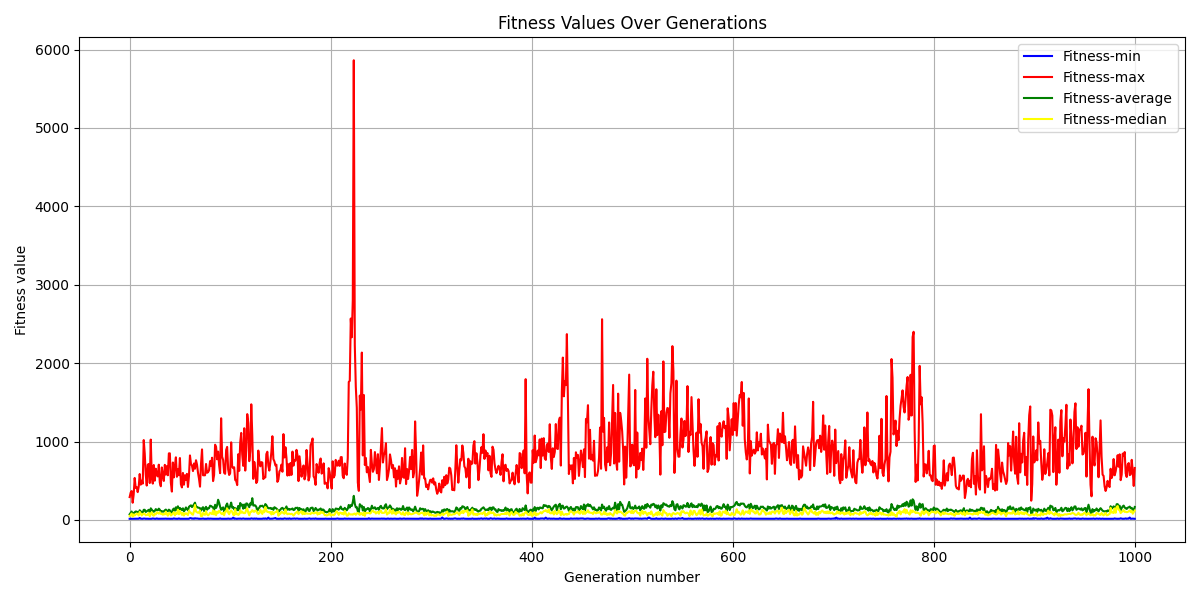 Fitness Values Over Generations
6000
5000
4000
3000
2000
1000
0
Fitness value
Fitness-min
Fitness-max
Fitness-average
Fitness-median
0
200
400
600
800
1000
Generation number